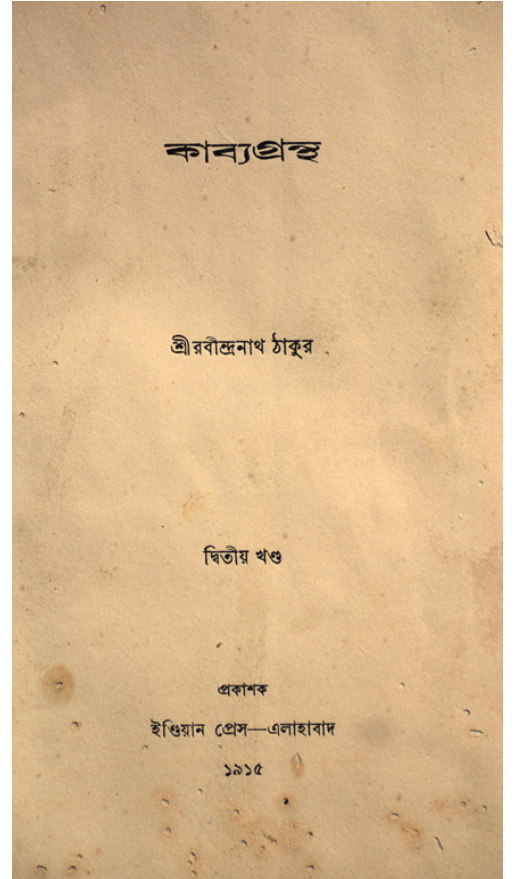 কাব্যগ্রন্থ
শ্রীরবীন্দ্রনাথ ঠাকুর
দ্বিতীয় খণ্ড
প্রকাশক
ইণ্ডিয়ান প্রেস—এলাহাবাদ
১৯১৫